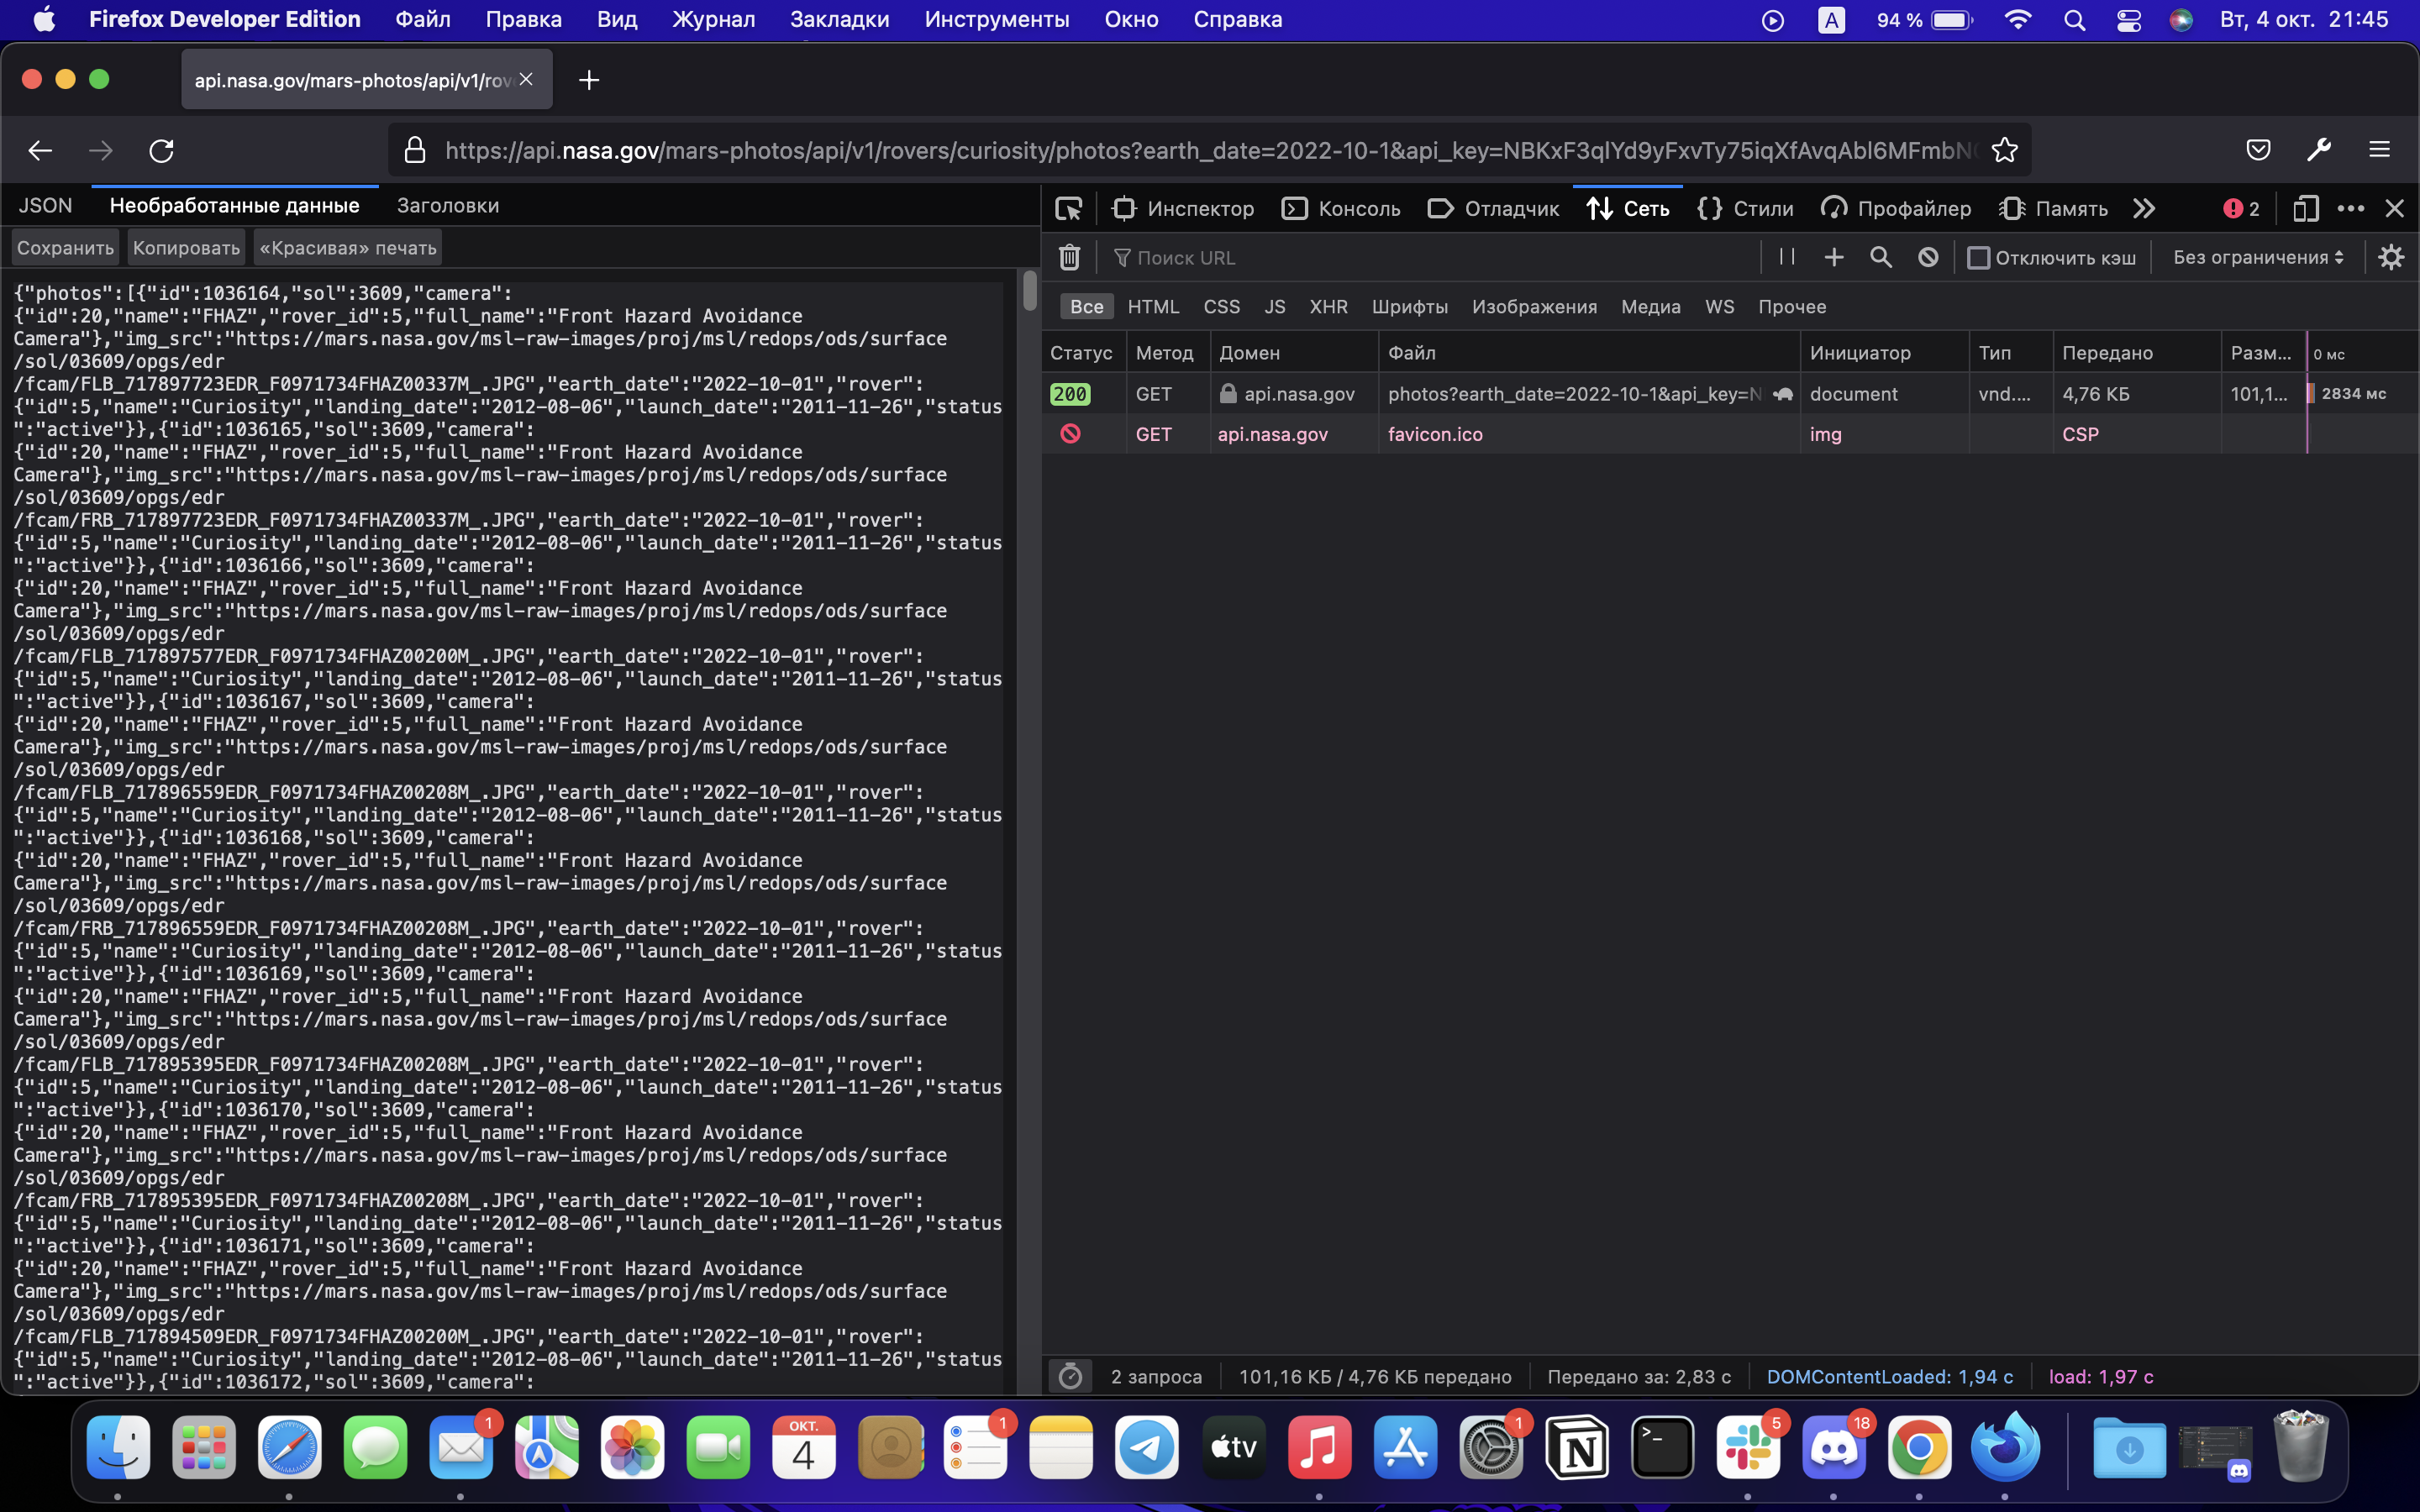 Firefox Developer Edition Файл Правка Вид Журнал Закладки Инструменты Окно Справка A 94 % Вт, 4 окт. 21:45
api.nasa.gov/mars-photos/api/v1/rov
https://api.nasa.gov/mars-photos/api/v1/rovers/curiosity/photos?earth_date=2022-10-1&api_key=
JSON Необработанные данные Заголовки
Сохранить Копировать «Красивая» печать
{"photos":[{"id":1036164,"sol":3609,"camera":
{"id":20,"name":"FHAZ","rover_id":5,"full_name":"Front Hazard Avoidance
Camera"},"img_src":"https://mars.nasa.gov/msl-raw-images/proj/msl/redops/ods/surface
/sol/03609/opgs/edr
/fcam/FLB_717897723EDR_F0971734FHAZ00337M_.JPG","earth_date":"2022-10-01","rover":
{"id":5,"name":"Curiosity","landing_date":"2012-08-06","launch_date":"2011-11-26","status
":"active"}},{"id":1036165,"sol":3609,"camera":
{"id":20,"name":"FHAZ","rover_id":5,"full_name":"Front Hazard Avoidance
Camera"},"img_src":"https://mars.nasa.gov/msl-raw-images/proj/msl/redops/ods/surface
/sol/03609/opgs/edr
/fcam/FRB_717897723EDR_F0971734FHAZ00337M_.JPG","earth_date":"2022-10-01","rover":
{"id":5,"name":"Curiosity","landing_date":"2012-08-06","launch_date":"2011-11-26","status
":"active"}},{"id":1036166,"sol":3609,"camera":
{"id":20,"name":"FHAZ","rover_id":5,"full_name":"Front Hazard Avoidance
Camera"},"img_src":"https://mars.nasa.gov/msl-raw-images/proj/msl/redops/ods/surface
/sol/03609/opgs/edr
/fcam/FLB_717897577EDR_F0971734FHAZ00200M_.JPG","earth_date":"2022-10-01","rover":
{"id":5,"name":"Curiosity","landing_date":"2012-08-06","launch_date":"2011-11-26","status
":"active"}},{"id":1036167,"sol":3609,"camera":
{"id":20,"name":"FHAZ","rover_id":5,"full_name":"Front Hazard Avoidance
Camera"},"img_src":"https://mars.nasa.gov/msl-raw-images/proj/msl/redops/ods/surface
/sol/03609/opgs/edr
/fcam/FLB_717896559EDR_F0971734FHAZ00208M_.JPG","earth_date":"2022-10-01","rover":
{"id":5,"name":"Curiosity","landing_date":"2012-08-06","launch_date":"2011-11-26","status
":"active"}},{"id":1036168,"sol":3609,"camera":
{"id":20,"name":"FHAZ","rover_id":5,"full_name":"Front Hazard Avoidance
Camera"},"img_src":"https://mars.nasa.gov/msl-raw-images/proj/msl/redops/ods/surface
/sol/03609/opgs/edr
/fcam/FRB_717896559EDR_F0971734FHAZ00208M_.JPG","earth_date":"2022-10-01","rover":
{"id":5,"name":"Curiosity","landing_date":"2012-08-06","launch_date":"2011-11-26","status
":"active"}},{"id":1036169,"sol":3609,"camera":
{"id":20,"name":"FHAZ","rover_id":5,"full_name":"Front Hazard Avoidance
Camera"},"img_src":"https://mars.nasa.gov/msl-raw-images/proj/msl/redops/ods/surface
/sol/03609/opgs/edr
/fcam/FLB_717895395EDR_F0971734FHAZ00208M_.JPG","earth_date":"2022-10-01","rover":
{"id":5,"name":"Curiosity","landing_date":"2012-08-06","launch_date":"2011-11-26","status
":"active"}},{"id":1036170,"sol":3609,"camera":
{"id":20,"name":"FHAZ","rover_id":5,"full_name":"Front Hazard Avoidance
Camera"},"img_src":"https://mars.nasa.gov/msl-raw-images/proj/msl/redops/ods/surface
/sol/03609/opgs/edr
/fcam/FRB_717895395EDR_F0971734FHAZ00208M_.JPG","earth_date":"2022-10-01","rover":
{"id":5,"name":"Curiosity","landing_date":"2012-08-06","launch_date":"2011-11-26","status
":"active"}},{"id":1036171,"sol":3609,"camera":
{"id":20,"name":"FHAZ","rover_id":5,"full_name":"Front Hazard Avoidance
Camera"},"img_src":"https://mars.nasa.gov/msl-raw-images/proj/msl/redops/ods/surface
/sol/03609/opgs/edr
/fcam/FLB_717894509EDR_F0971734FHAZ00200M_.JPG","earth_date":"2022-10-01","rover":
{"id":5,"name":"Curiosity","landing_date":"2012-08-06","launch_date":"2011-11-26","status
":"active"}},{"id":1036172,"sol":3609,"camera":
Инспектор Консоль Отладчик Сеть Стили Профайлер Память 2
Поиск URL Отключить кэш Без ограничения
Все HTML CSS JS XHR Шрифты Изображения Медиа WS Прочее
Статус Метод Домен Файл Инициатор Тип Передано Разм... 0 мс
200 GET api.nasa.gov photos?earth_date=2022-10-1&api_key=N document vnd.... 4,76 КБ 101,1... 2834 мс
GET api.nasa.gov favicon.ico img CSP
2 запроса 101,16 КБ / 4,76 КБ передано Передано за: 2,83 с DOMContentLoaded: 1,94 с load: 1,97 с
1 ОКТ. 4 1 tv 1 N >_ 5 18